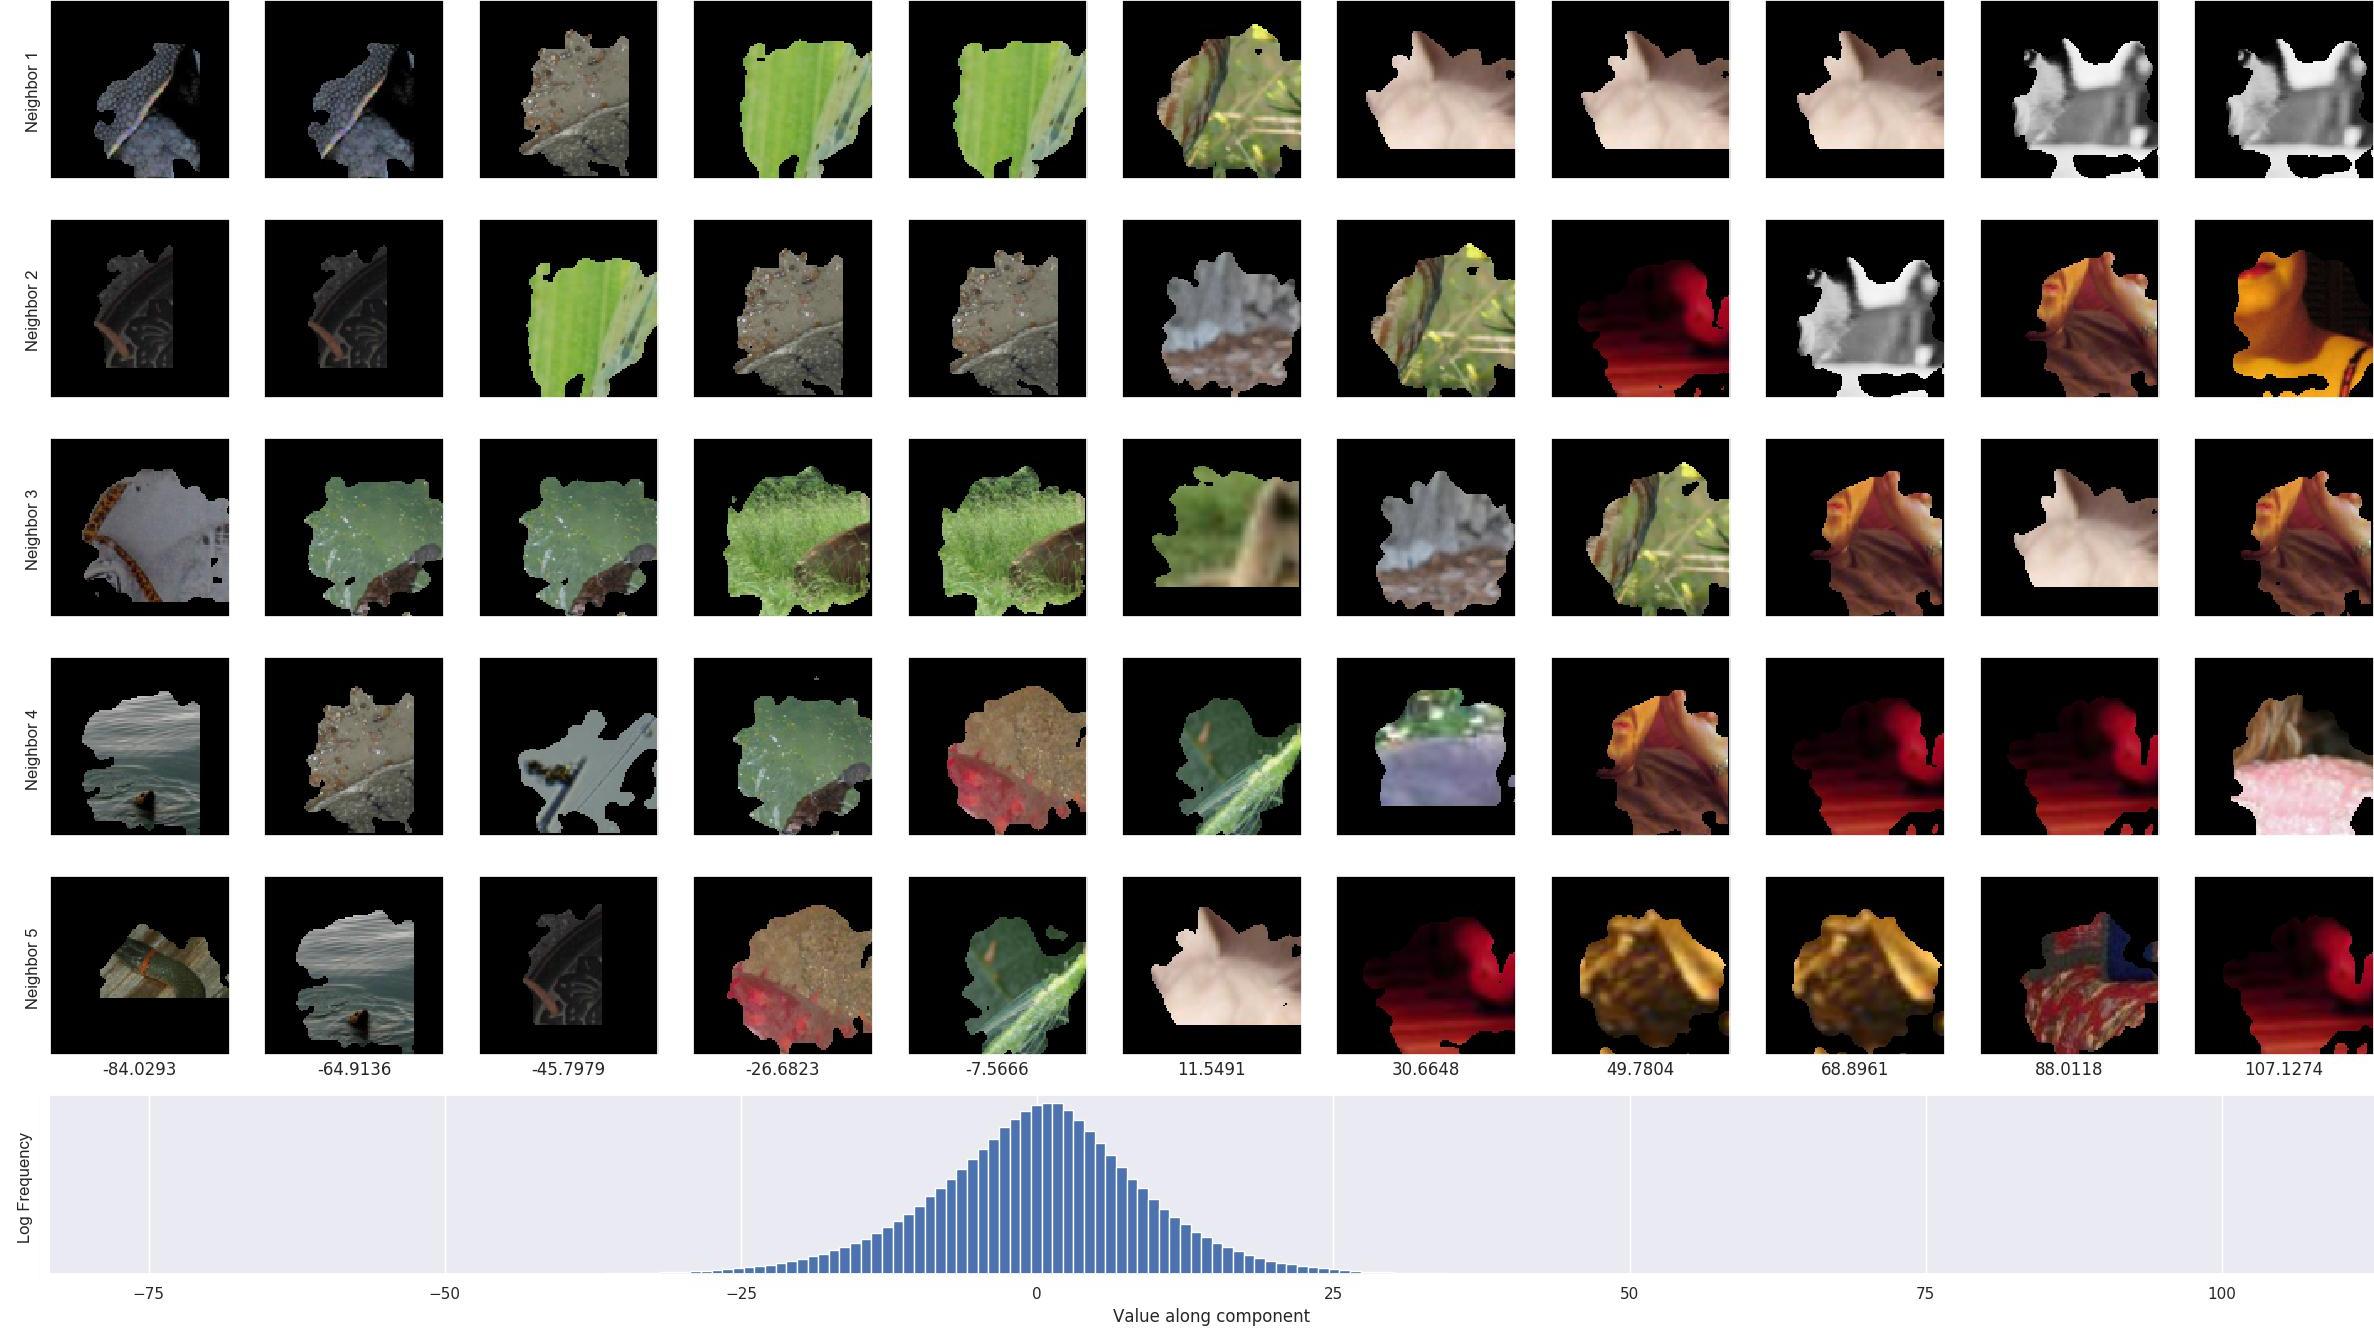 Neighbor 1
Neighbor 2
Neighbor 3
Neighbor 4
Neighbor 5
-84.0293 -64.9136 -45.7979 -26.6823 -7.5666 11.5491 30.6648 49.7804 68.8961 88.0118 107.1274
Log Frequency
−75 −50 −25 0 25 50 75 100
Value along component